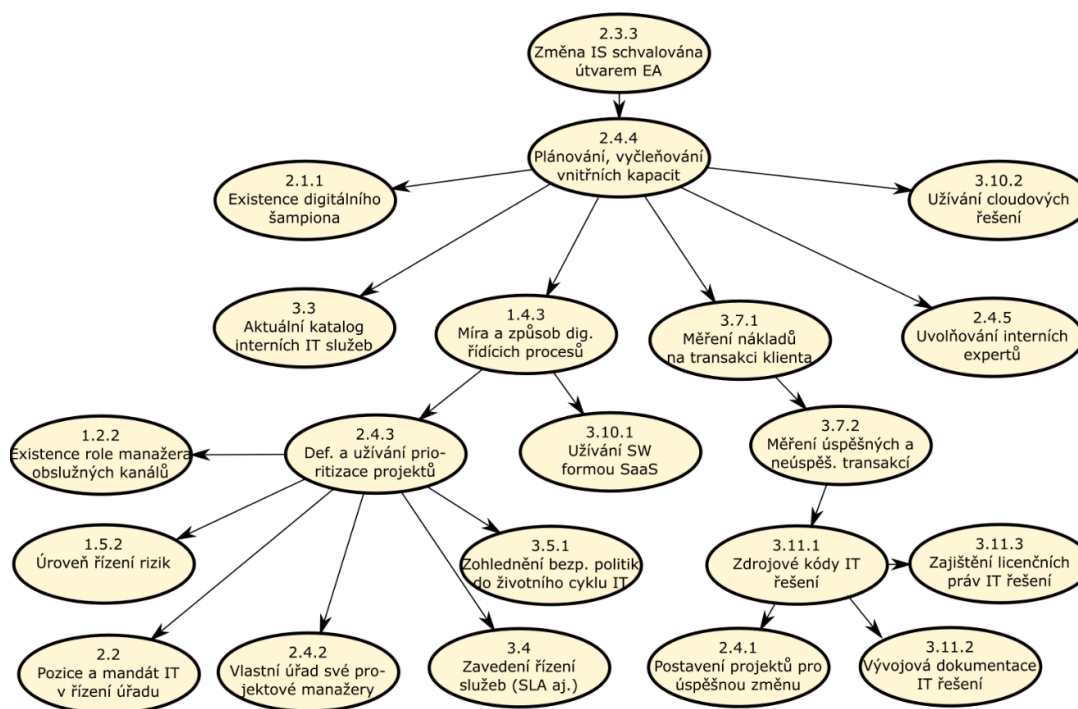 2.3.3
Změna IS schvalována
útvarem EA
2.4.4
Plánování, vyčleňování
vnitřních kapacit
2.1.1
Existence digitálního
šampiona
3.10.2
Užívání cloudových
řešení
3.3
Aktuální katalog
interních IT služeb
1.4.3
Míra a způsob dig.
řídících procesů
3.7.1
Měření nákladů
na transakci klienta
2.4.5
Uvolňování interních
expertů
1.2.2
Existence role manažera
obslužných kanálů
2.4.3
Def. a užívání prio-
ritizace projektů
3.10.1
Užívání SW
formou SaaS
3.7.2
Měření úspěšných a
neúspěš. transakcí
1.5.2
Úroveň řízení rizik
3.5.1
Zohlednění bezp. politik
do životního cyklu IT
3.11.1
Zdrojové kódy IT
řešení
3.11.3
Zajištění licenčních
práv IT řešení
2.2
Pozice a mandát IT
v řízení úřadu
2.4.2
Vlastní úřad své pro-
jektové manažery
3.4
Zavedení řízení
služeb (SLA aj.)
2.4.1
Postavení projektů pro
úspěšnou změnu
3.11.2
Vývojová dokumentace
IT řešení